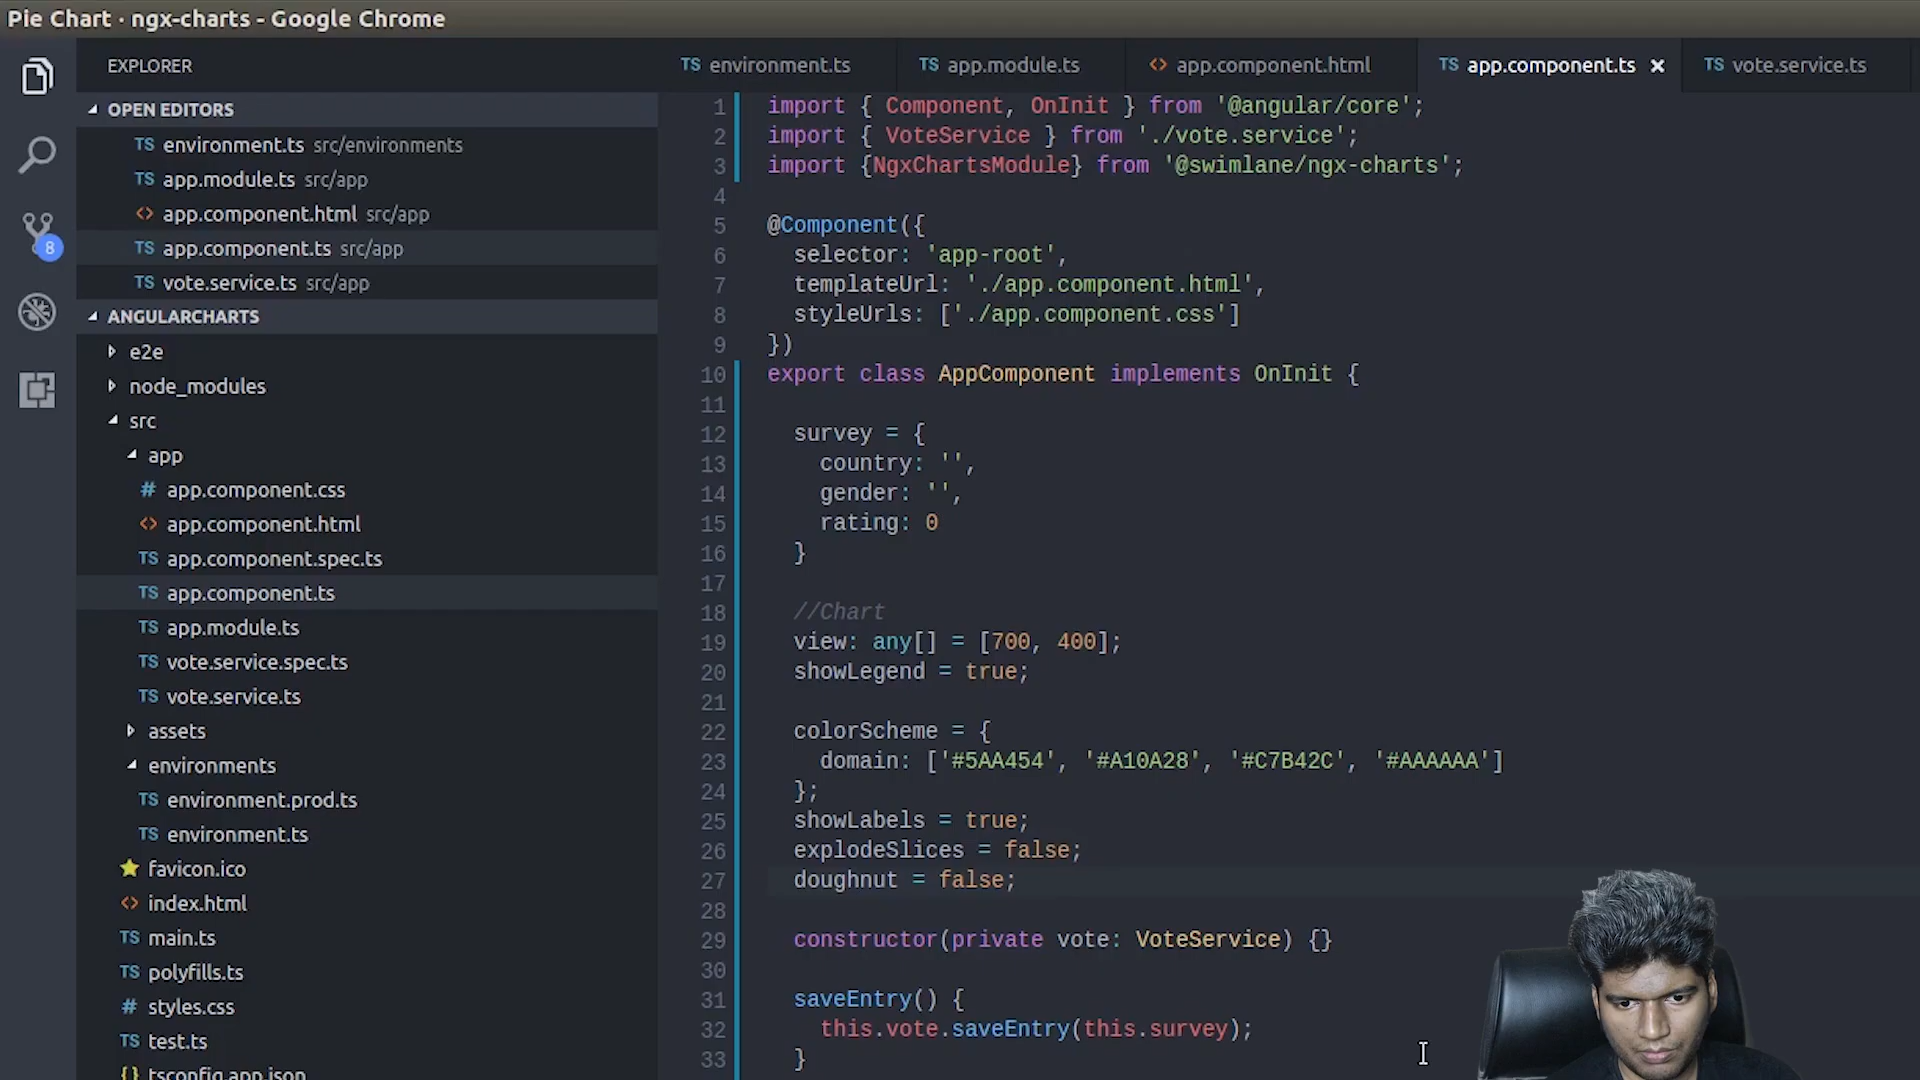 Pie Chart · ngx-charts - Google Chrome
EXPLORER
OPEN EDITORS
TS environment.ts src/environments
TS app.module.ts src/app
<> app.component.html src/app
TS app.component.ts src/app
TS vote.service.ts src/app
8
ANGULARCHARTS
e2e
node_modules
src
app
# app.component.css
<> app.component.html
TS app.component.spec.ts
TS app.component.ts
TS app.module.ts
TS vote.service.spec.ts
TS vote.service.ts
assets
environments
TS environment.prod.ts
TS environment.ts
favicon.ico
<> index.html
TS main.ts
TS polyfills.ts
# styles.css
TS test.ts
{} tsconfig.app.json
TS environment.ts TS app.module.ts <> app.component.html TS app.component.ts × TS vote.service.ts
1 import { Component, OnInit } from '@angular/core';
2 import { VoteService } from './vote.service';
3 import {NgxChartsModule} from '@swimlane/ngx-charts';
4
5 @Component({
6 selector: 'app-root',
7 templateUrl: './app.component.html',
8 styleUrls: ['./app.component.css']
9 })
10 export class AppComponent implements OnInit {
11
12 survey = {
13 country: '',
14 gender: '',
15 rating: 0
16 }
17
18 //Chart
19 view: any[] = [700, 400];
20 showLegend = true;
21
22 colorScheme = {
23 domain: ['#5AA454', '#A10A28', '#C7B42C', '#AAAAAA']
24 };
25 showLabels = true;
26 explodeSlices = false;
27 doughnut = false;
28
29 constructor(private vote: VoteService) {}
30
31 saveEntry() {
32 this.vote.saveEntry(this.survey);
33 }